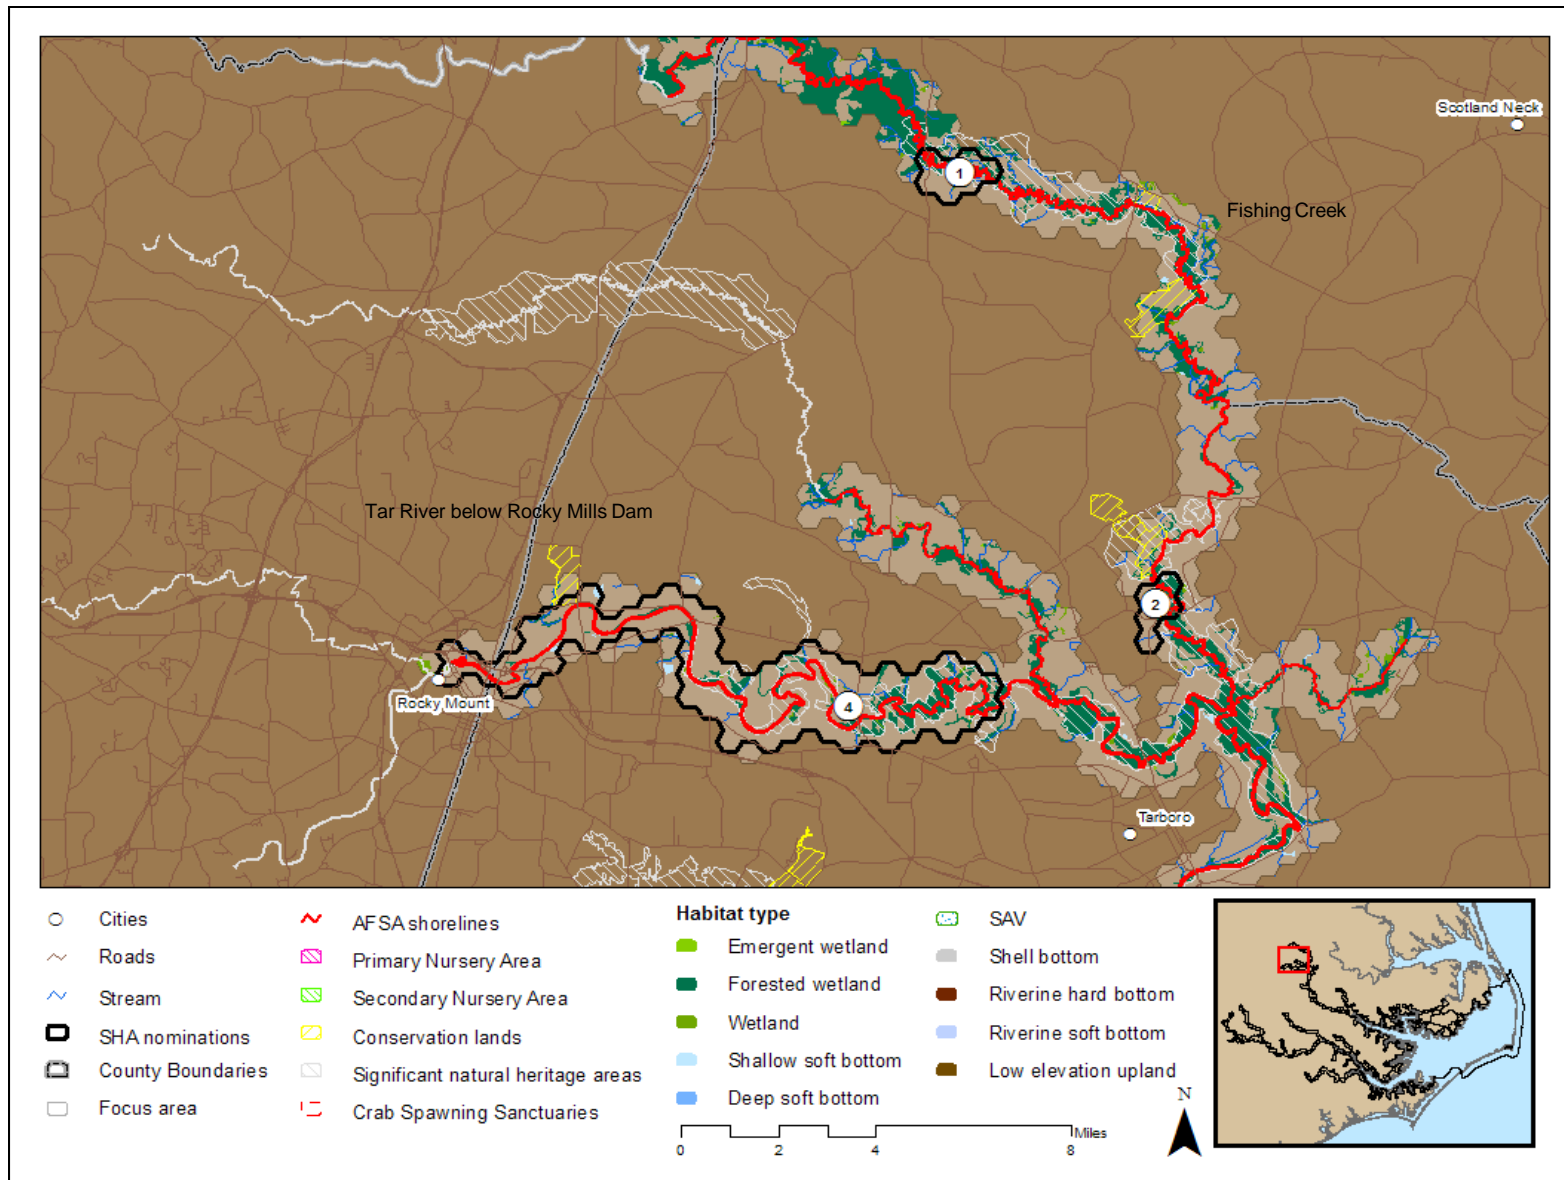 Scotland Neck
1
Fishing Creek
Tar River below Rocky Mills Dam
2
Rocky Mount
4
Tarboro
Cities
Roads
Stream
SHA nominations
County Boundaries
Focus area
AFSA shorelines
Primary Nursery Area
Secondary Nursery Area
Conservation lands
Significant natural heritage areas
Crab Spawning Sanctuaries
Habitat type
Emergent wetland
Forested wetland
Wetland
Shallow soft bottom
Deep soft bottom
SAV
Shell bottom
Riverine hard bottom
Riverine soft bottom
Low elevation upland
Miles
0 2 4 8
N